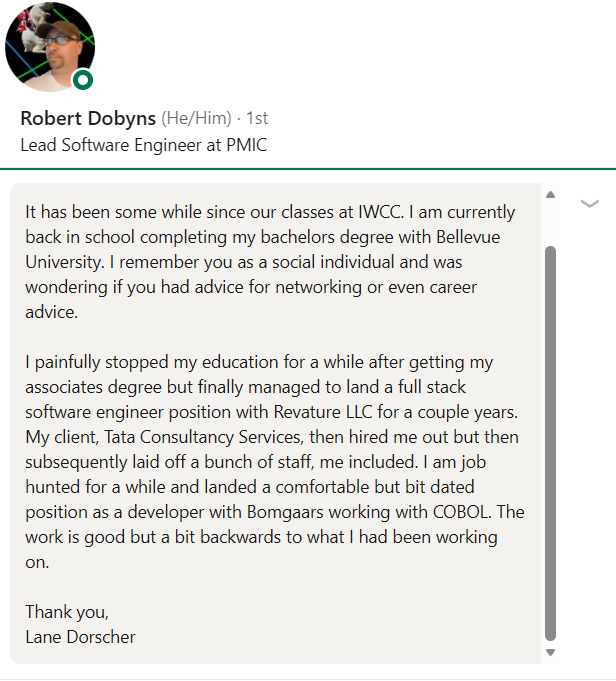 Robert Dobyns (He/Him) · 1st
Lead Software Engineer at PMIC
It has been some while since our classes at IWCC. I am currently
back in school completing my bachelors degree with Bellevue
University. I remember you as a social individual and was
wondering if you had advice for networking or even career
advice.
I painfully stopped my education for a while after getting my
associates degree but finally managed to land a full stack
software engineer position with Revature LLC for a couple years.
My client, Tata Consultancy Services, then hired me out but then
subsequently laid off a bunch of staff, me included. I am job
hunted for a while and landed a comfortable but bit dated
position as a developer with Bomgaars working with COBOL. The
work is good but a bit backwards to what I had been working
on.
Thank you,
Lane Dorscher